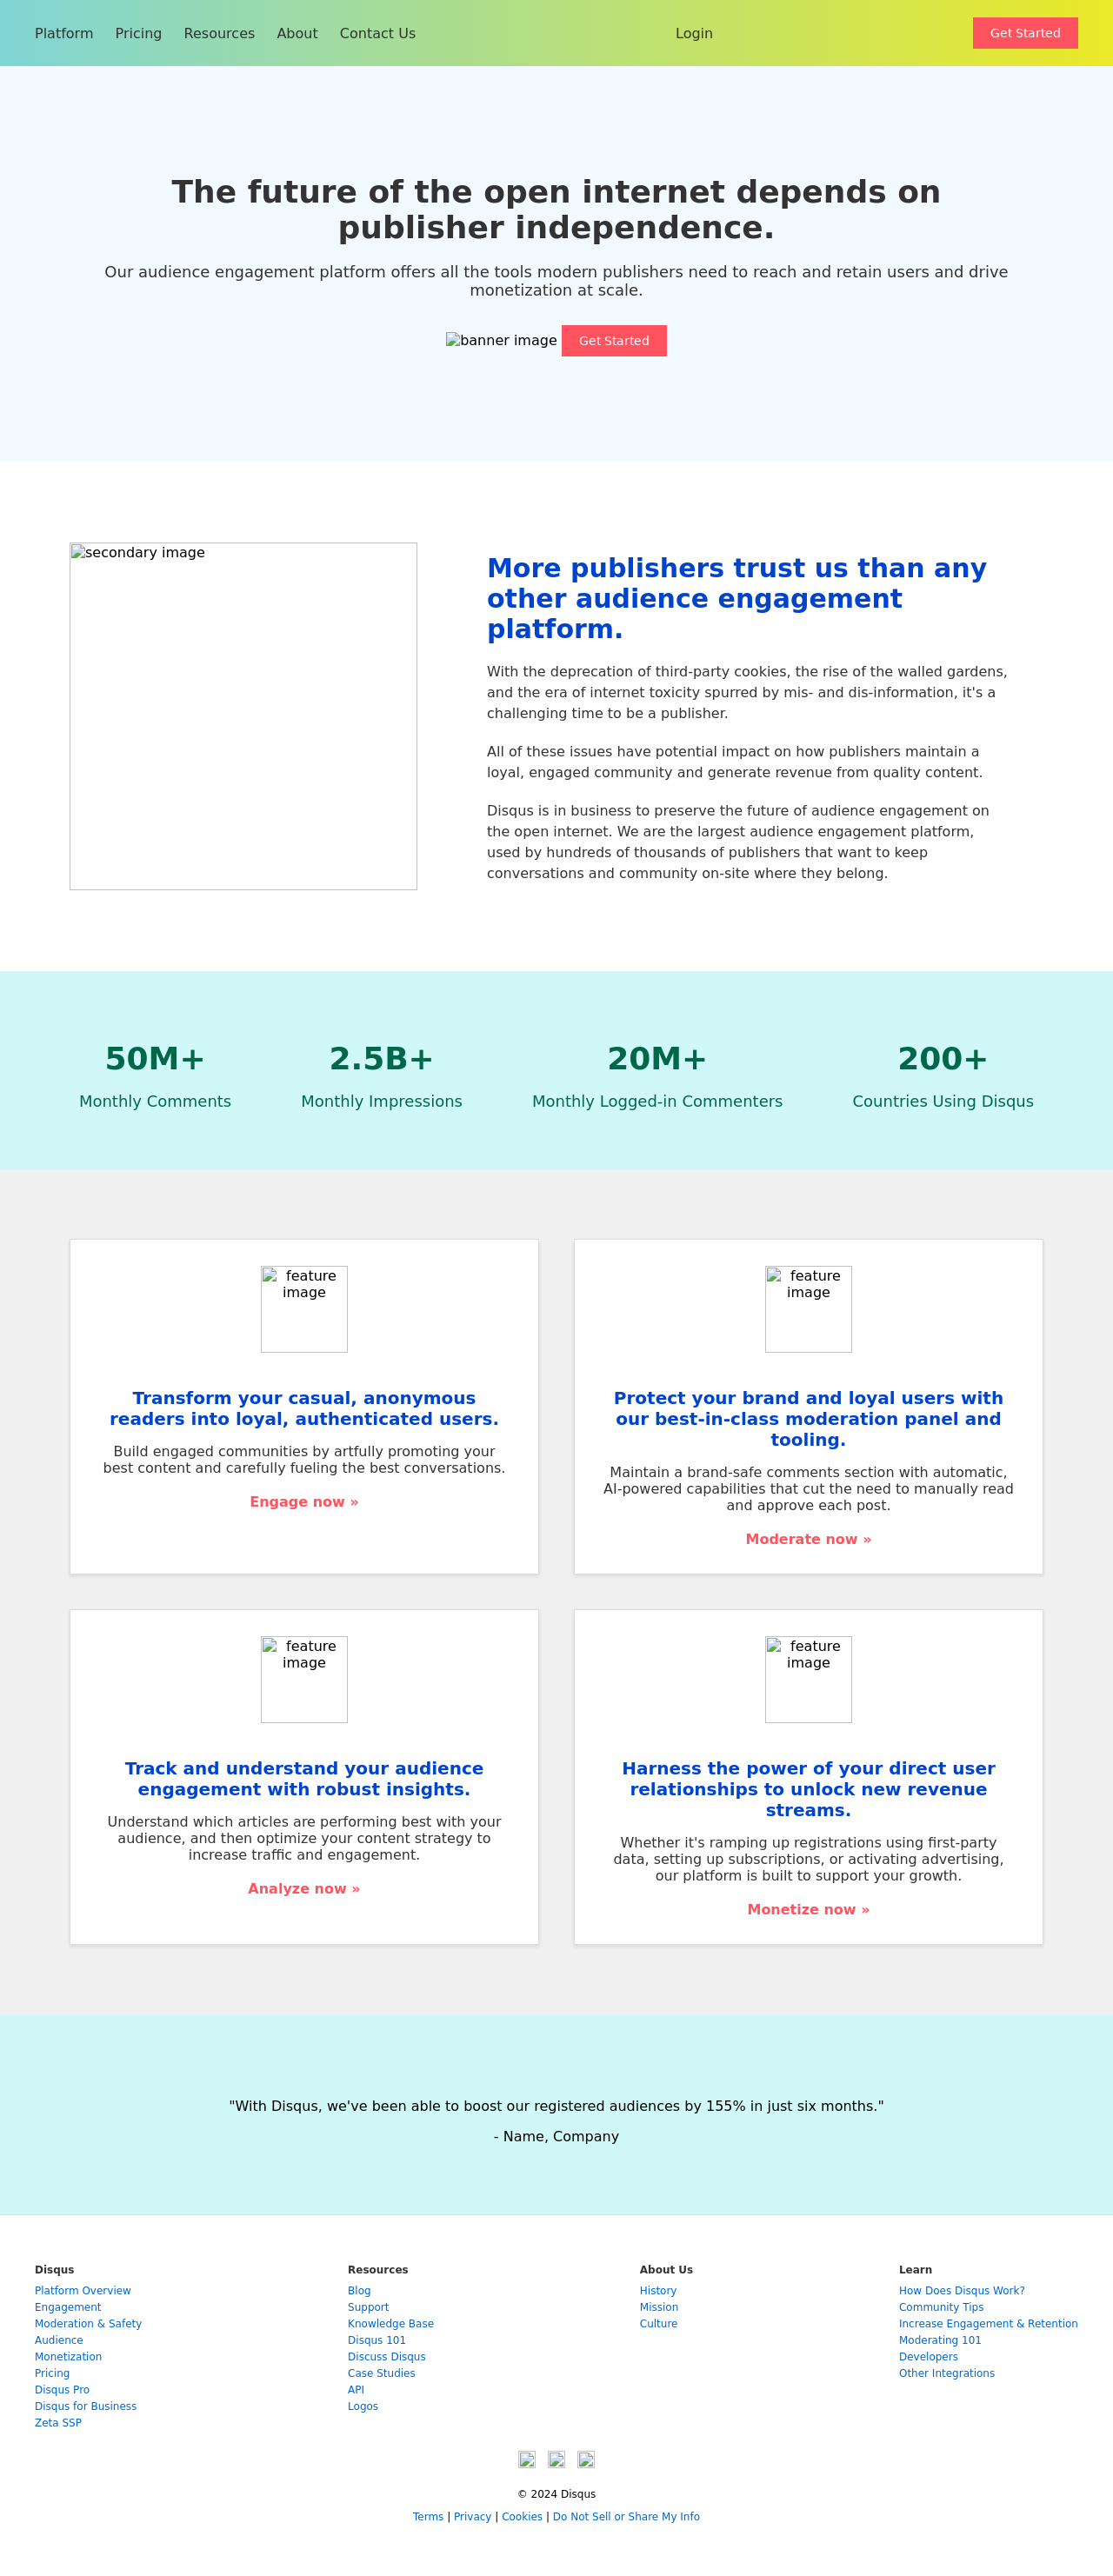 Platform Pricing Resources About Contact Us Login Get Started
The future of the open internet depends on
publisher independence.
Our audience engagement platform offers all the tools modern publishers need to reach and retain users and drive
monetization at scale.
banner image Get Started
secondary image
More publishers trust us than any
other audience engagement
platform.
With the deprecation of third-party cookies, the rise of the walled gardens,
and the era of internet toxicity spurred by mis- and dis-information, it's a
challenging time to be a publisher.
All of these issues have potential impact on how publishers maintain a
loyal, engaged community and generate revenue from quality content.
Disqus is in business to preserve the future of audience engagement on
the open internet. We are the largest audience engagement platform,
used by hundreds of thousands of publishers that want to keep
conversations and community on-site where they belong.
50M+
Monthly Comments
2.5B+
Monthly Impressions
20M+
Monthly Logged-in Commenters
200+
Countries Using Disqus
feature
image
Transform your casual, anonymous
readers into loyal, authenticated users.
Build engaged communities by artfully promoting your
best content and carefully fueling the best conversations.
Engage now »
feature
image
Protect your brand and loyal users with
our best-in-class moderation panel and
tooling.
Maintain a brand-safe comments section with automatic,
AI-powered capabilities that cut the need to manually read
and approve each post.
Moderate now »
feature
image
Track and understand your audience
engagement with robust insights.
Understand which articles are performing best with your
audience, and then optimize your content strategy to
increase traffic and engagement.
Analyze now »
feature
image
Harness the power of your direct user
relationships to unlock new revenue
streams.
Whether it's ramping up registrations using first-party
data, setting up subscriptions, or activating advertising,
our platform is built to support your growth.
Monetize now »
"With Disqus, we've been able to boost our registered audiences by 155% in just six months."
- Name, Company
Disqus
Platform Overview
Engagement
Moderation & Safety
Audience
Monetization
Pricing
Disqus Pro
Disqus for Business
Zeta SSP
Resources
Blog
Support
Knowledge Base
Disqus 101
Discuss Disqus
Case Studies
API
Logos
About Us
History
Mission
Culture
Learn
How Does Disqus Work?
Community Tips
Increase Engagement & Retention
Moderating 101
Developers
Other Integrations
© 2024 Disqus
Terms | Privacy | Cookies | Do Not Sell or Share My Info